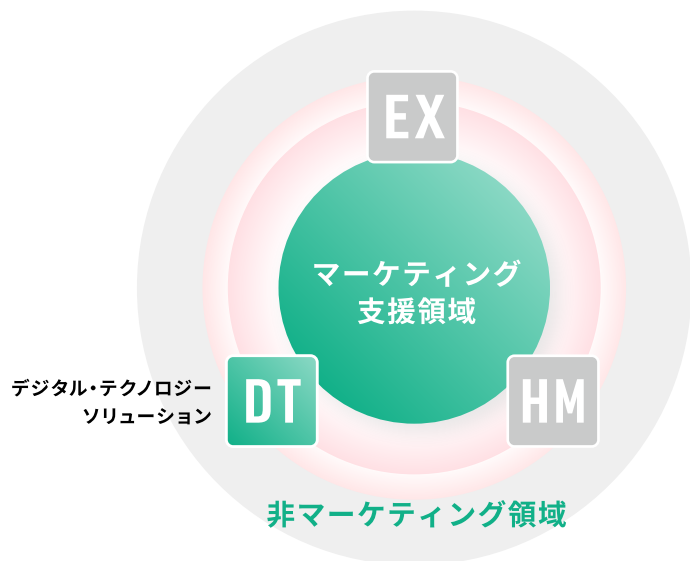 EX
マーケティング
支援領域
デジタル・テクノロジー
ソリューション
DT
HM
非マーケティング領域